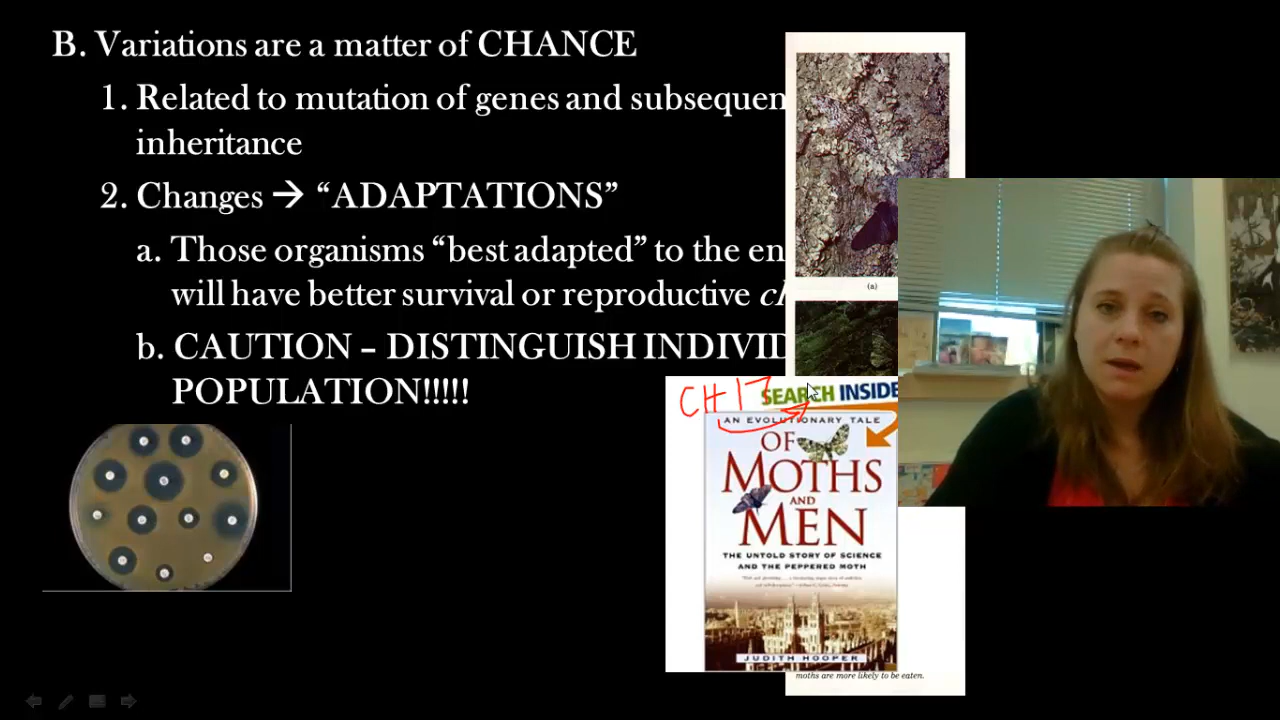 B. Variations are a matter of CHANCE
1. Related to mutation of genes and subsequen
inheritance
2. Changes → “ADAPTATIONS”
a. Those organisms “best adapted” to the en
will have better survival or reproductive
b. CAUTION – DISTINGUISH INDIVID
POPULATION!!!!!
(a)
CH 17
SEARCH INSIDE
AN EVOLUTIONARY TALE
OF
MOTHS
AND
MEN
THE UNTOLD STORY OF SCIENCE
AND THE PEPPERED MOTH
JUDITH HOOPER
moths are more likely to be eaten.